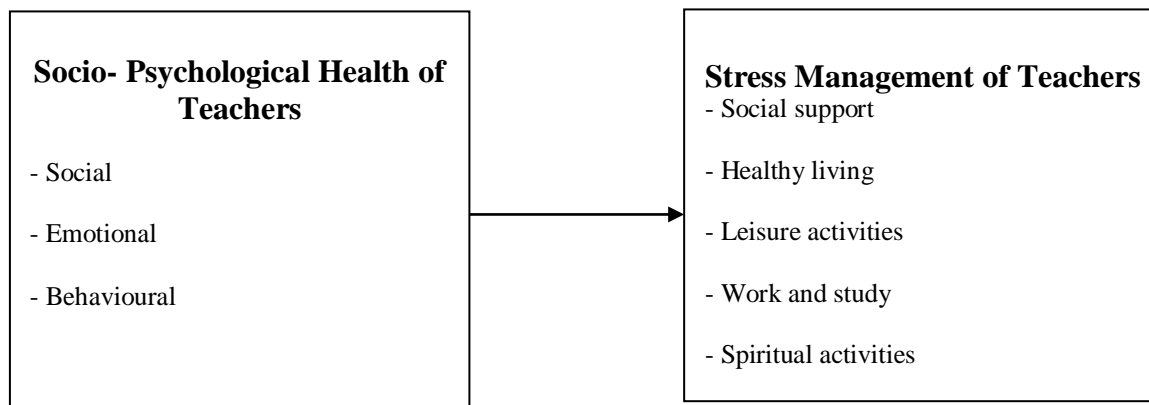 Socio- Psychological Health of
Teachers
- Social
- Emotional
- Behavioural
Stress Management of Teachers
- Social support
- Healthy living
- Leisure activities
- Work and study
- Spiritual activities